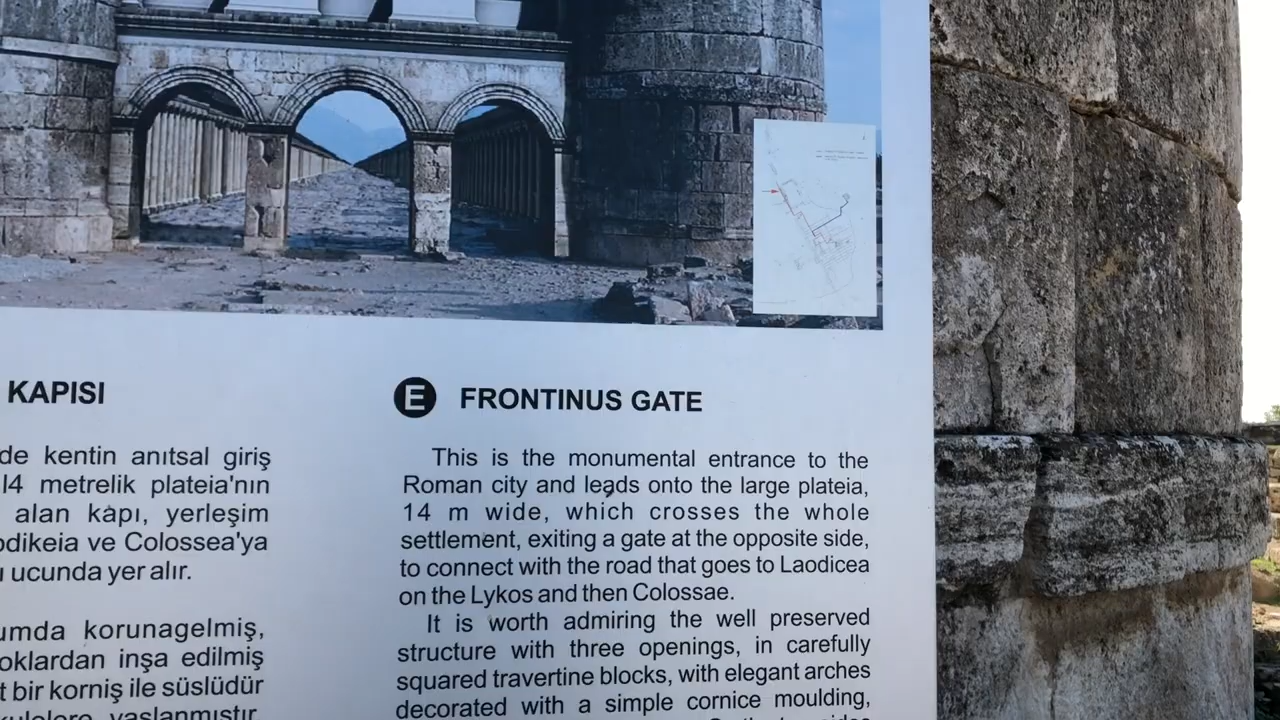 KAPISI
de kentin anıtsal giriş
14 metrelik plateia'nın
alan kapı, yerleşim
odikeia ve Colossea'ya
ucunda yer alır.
umda korunagelmiş,
oklardan inşa edilmiş
t bir korniş ile süslüdür
kulelere yaslanmıştır.
E FRONTINUS GATE
This is the monumental entrance to the
Roman city and leads onto the large plateia,
14 m wide, which crosses the whole
settlement, exiting a gate at the opposite side,
to connect with the road that goes to Laodicea
on the Lykos and then Colossae.
It is worth admiring the well preserved
structure with three openings, in carefully
squared travertine blocks, with elegant arches
decorated with a simple cornice moulding,